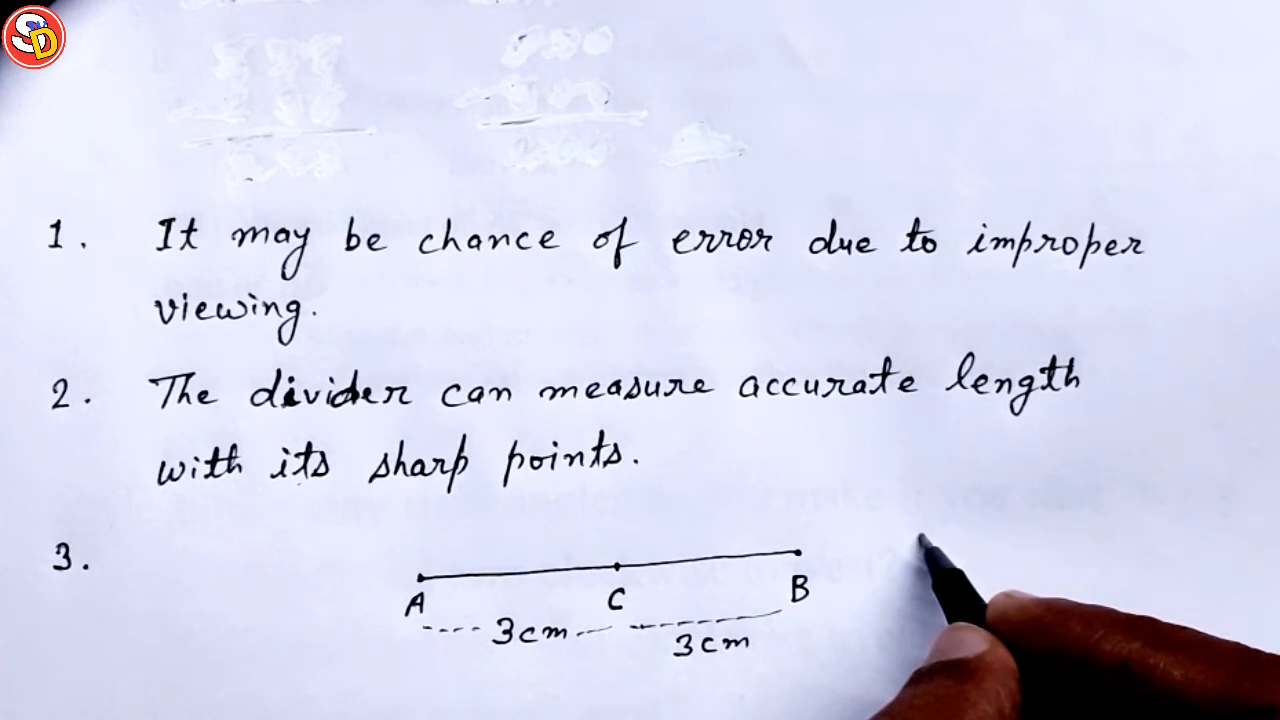 SD
1. It may be chance of error due to improper
viewing.
2. The divider can measure accurate length
with its sharp points.
3.
A C B
3cm 3cm